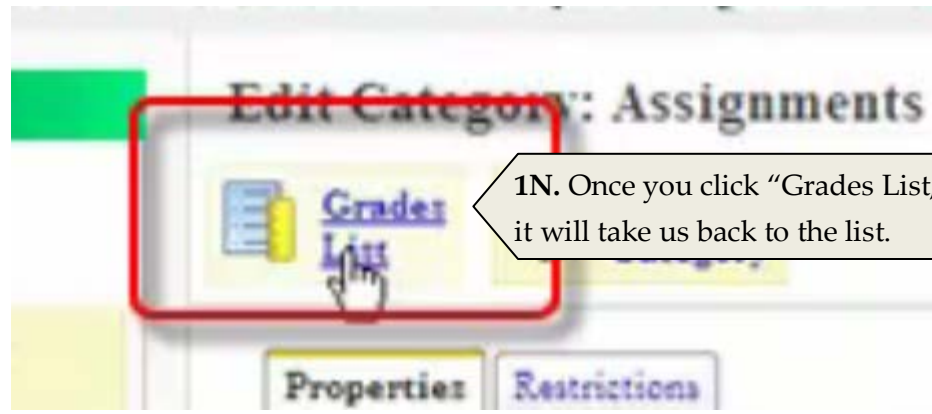 Edit Category: Assignments
Grades
List
1N. Once you click “Grades List,
it will take us back to the list.
Category
Properties
Restrictions